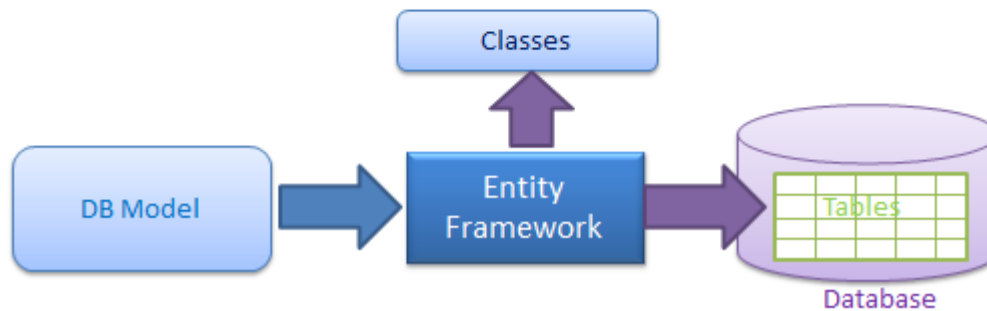 Classes
DB Model
Entity
Framework
Tables
Database